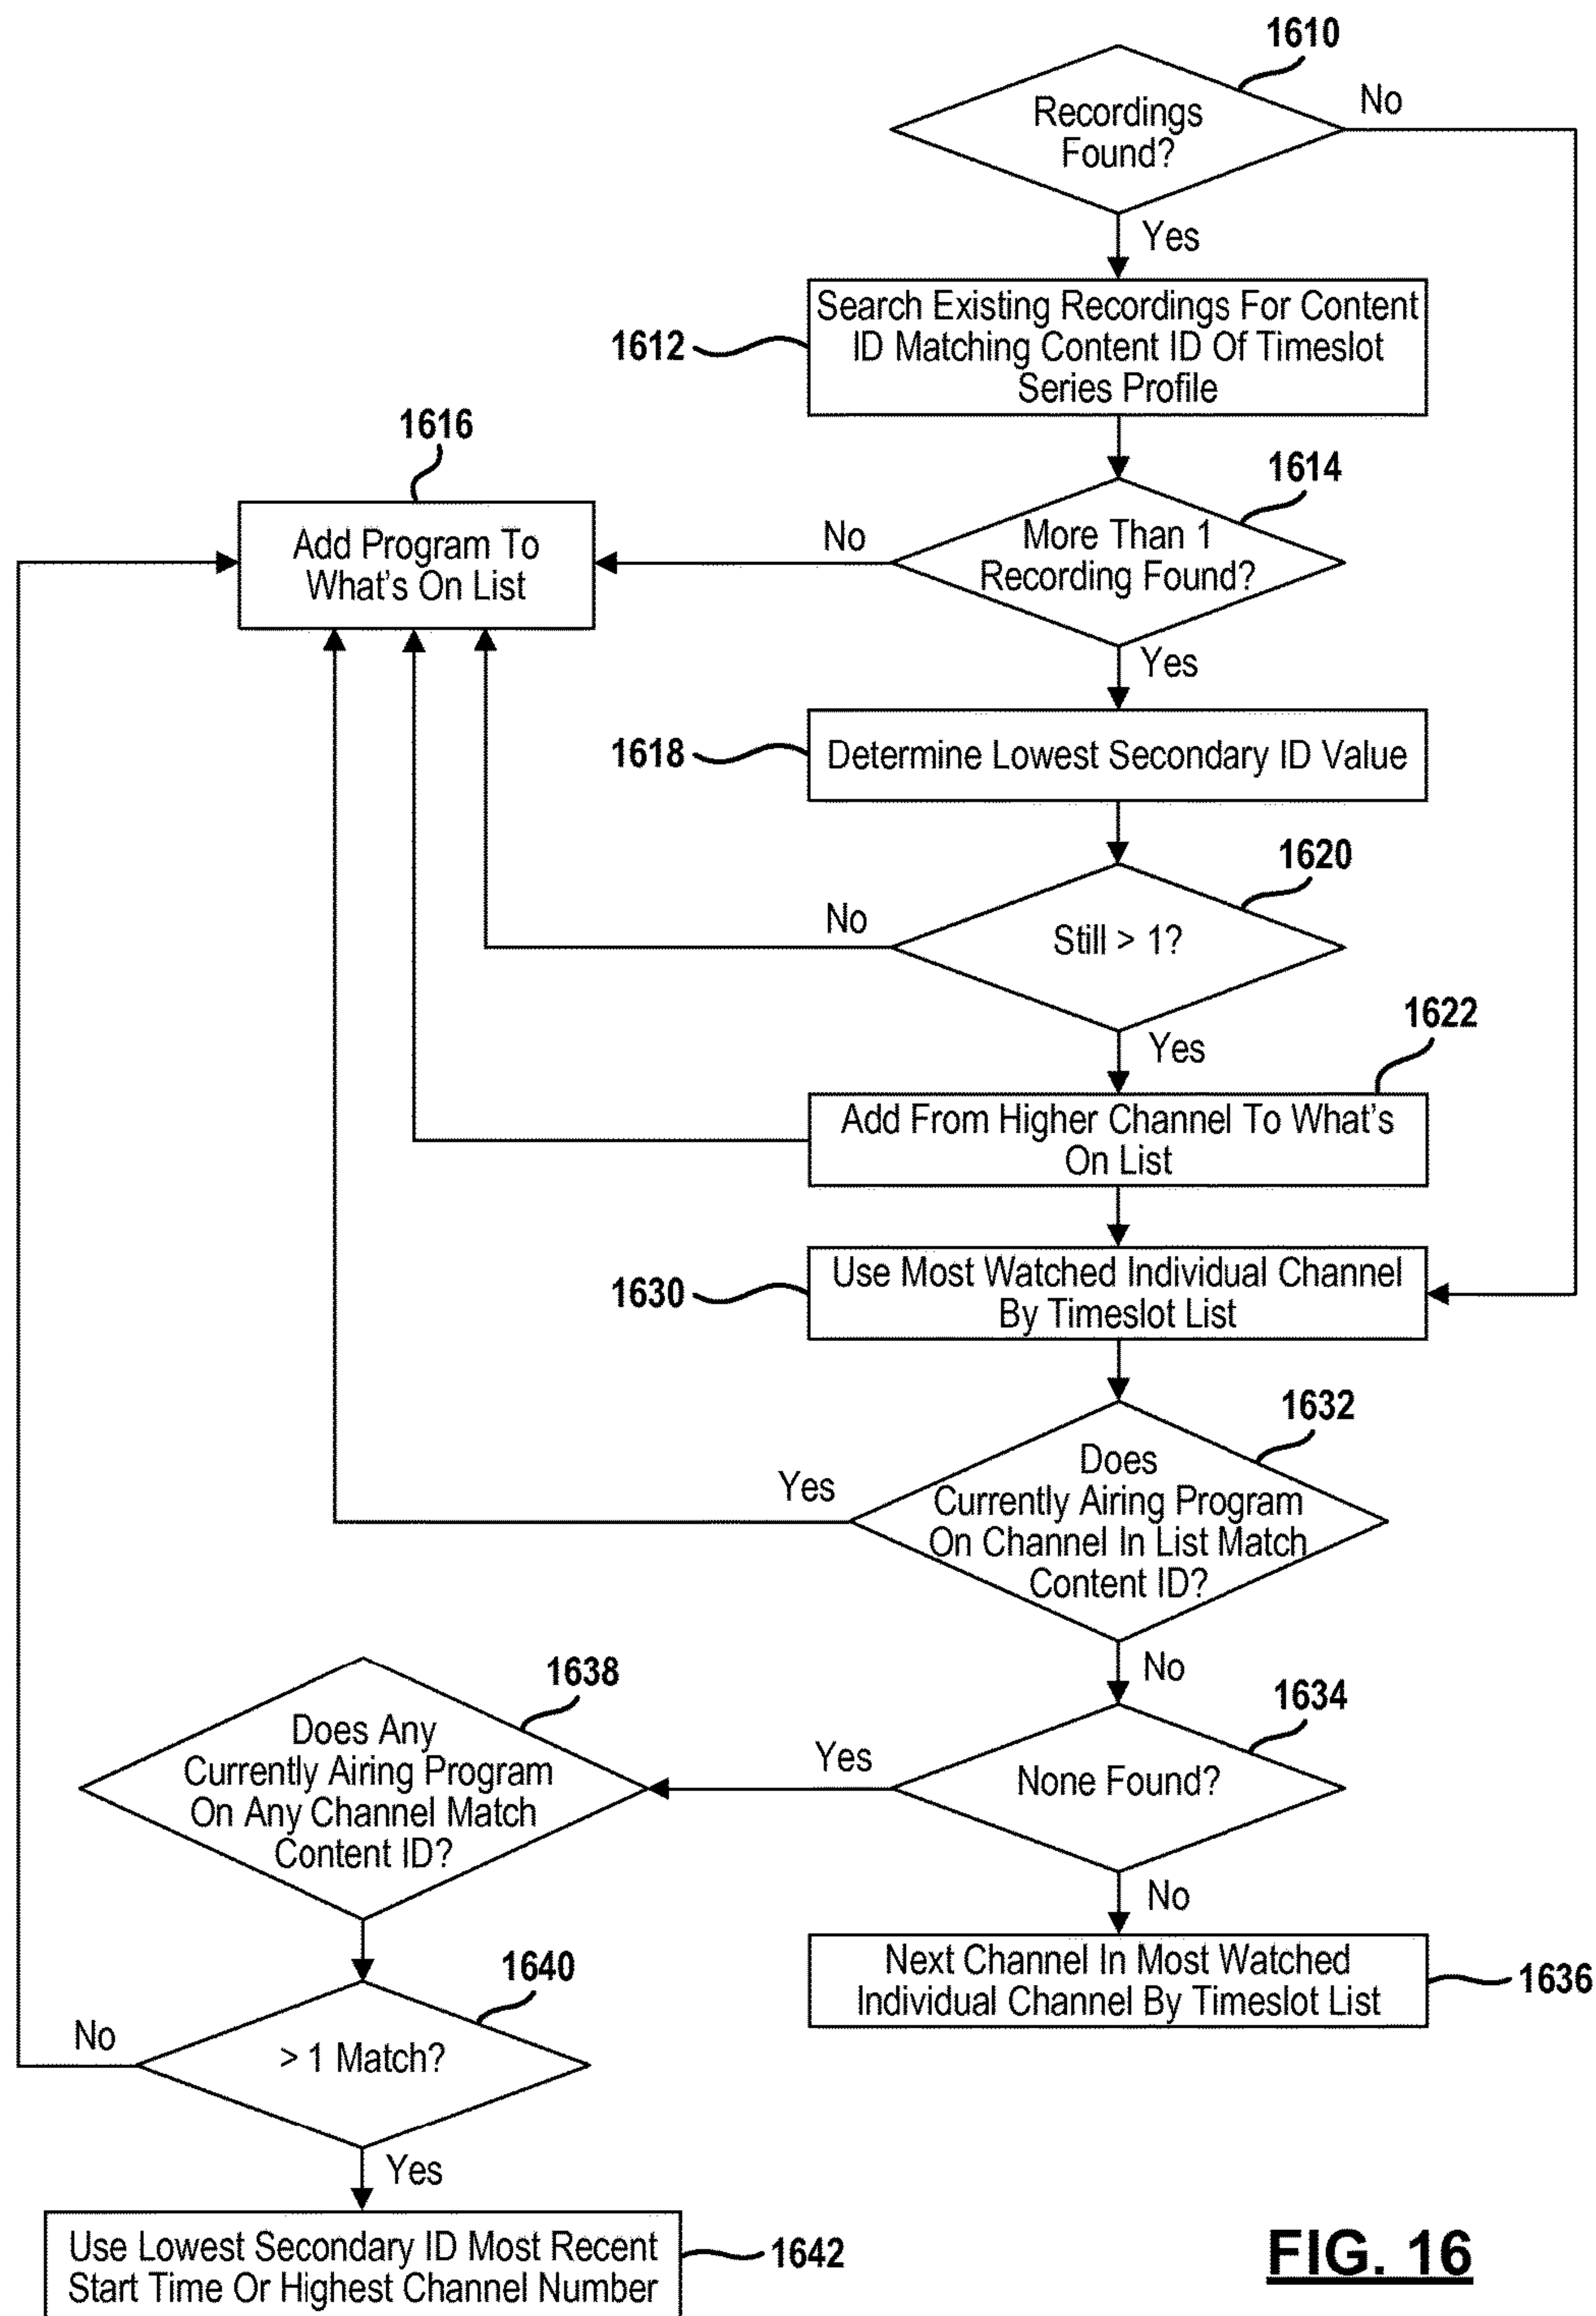 1610
Recordings
Found?
No
Yes
Search Existing Recordings For Content
ID Matching Content ID Of Timeslot
Series Profile
1612
1616
Add Program To
What's On List
1614
No
More Than 1
Recording Found?
Yes
1618
Determine Lowest Secondary ID Value
1620
No
Still > 1?
Yes
1622
Add From Higher Channel To What's
On List
1630
Use Most Watched Individual Channel
By Timeslot List
1632
Yes
Does
Currently Airing Program
On Channel In List Match
Content ID?
No
1638
Does Any
Currently Airing Program
On Any Channel Match
Content ID?
1634
Yes
None Found?
No
Next Channel In Most Watched
Individual Channel By Timeslot List
1636
1640
No
> 1 Match?
Yes
Use Lowest Secondary ID Most Recent
Start Time Or Highest Channel Number
1642
FIG. 16